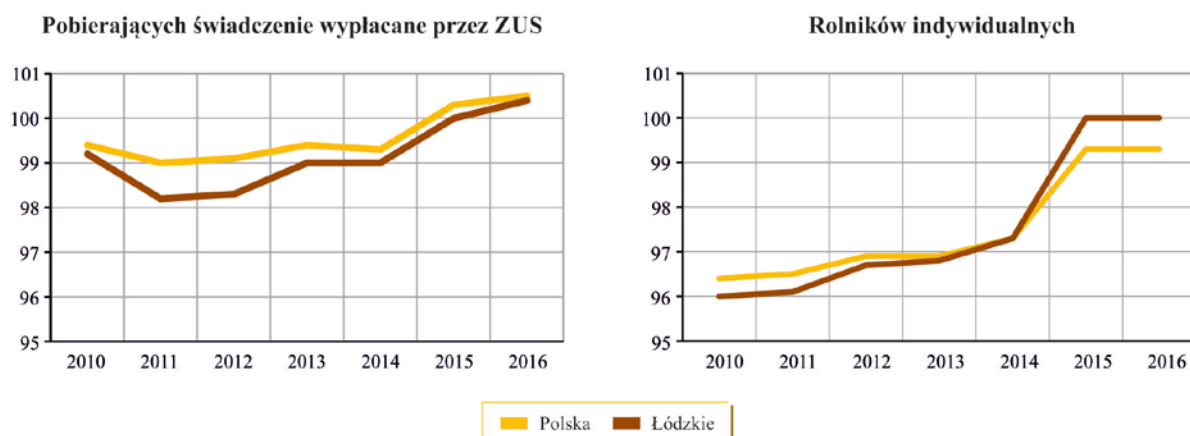 Pobierających świadczenie wypłacane przez ZUS
101
100
99
98
97
96
95
2010 2011 2012 2013 2014 2015 2016
Rolników indywidualnych
101
100
99
98
97
96
95
2010 2011 2012 2013 2014 2015 2016
Polska Łódzkie